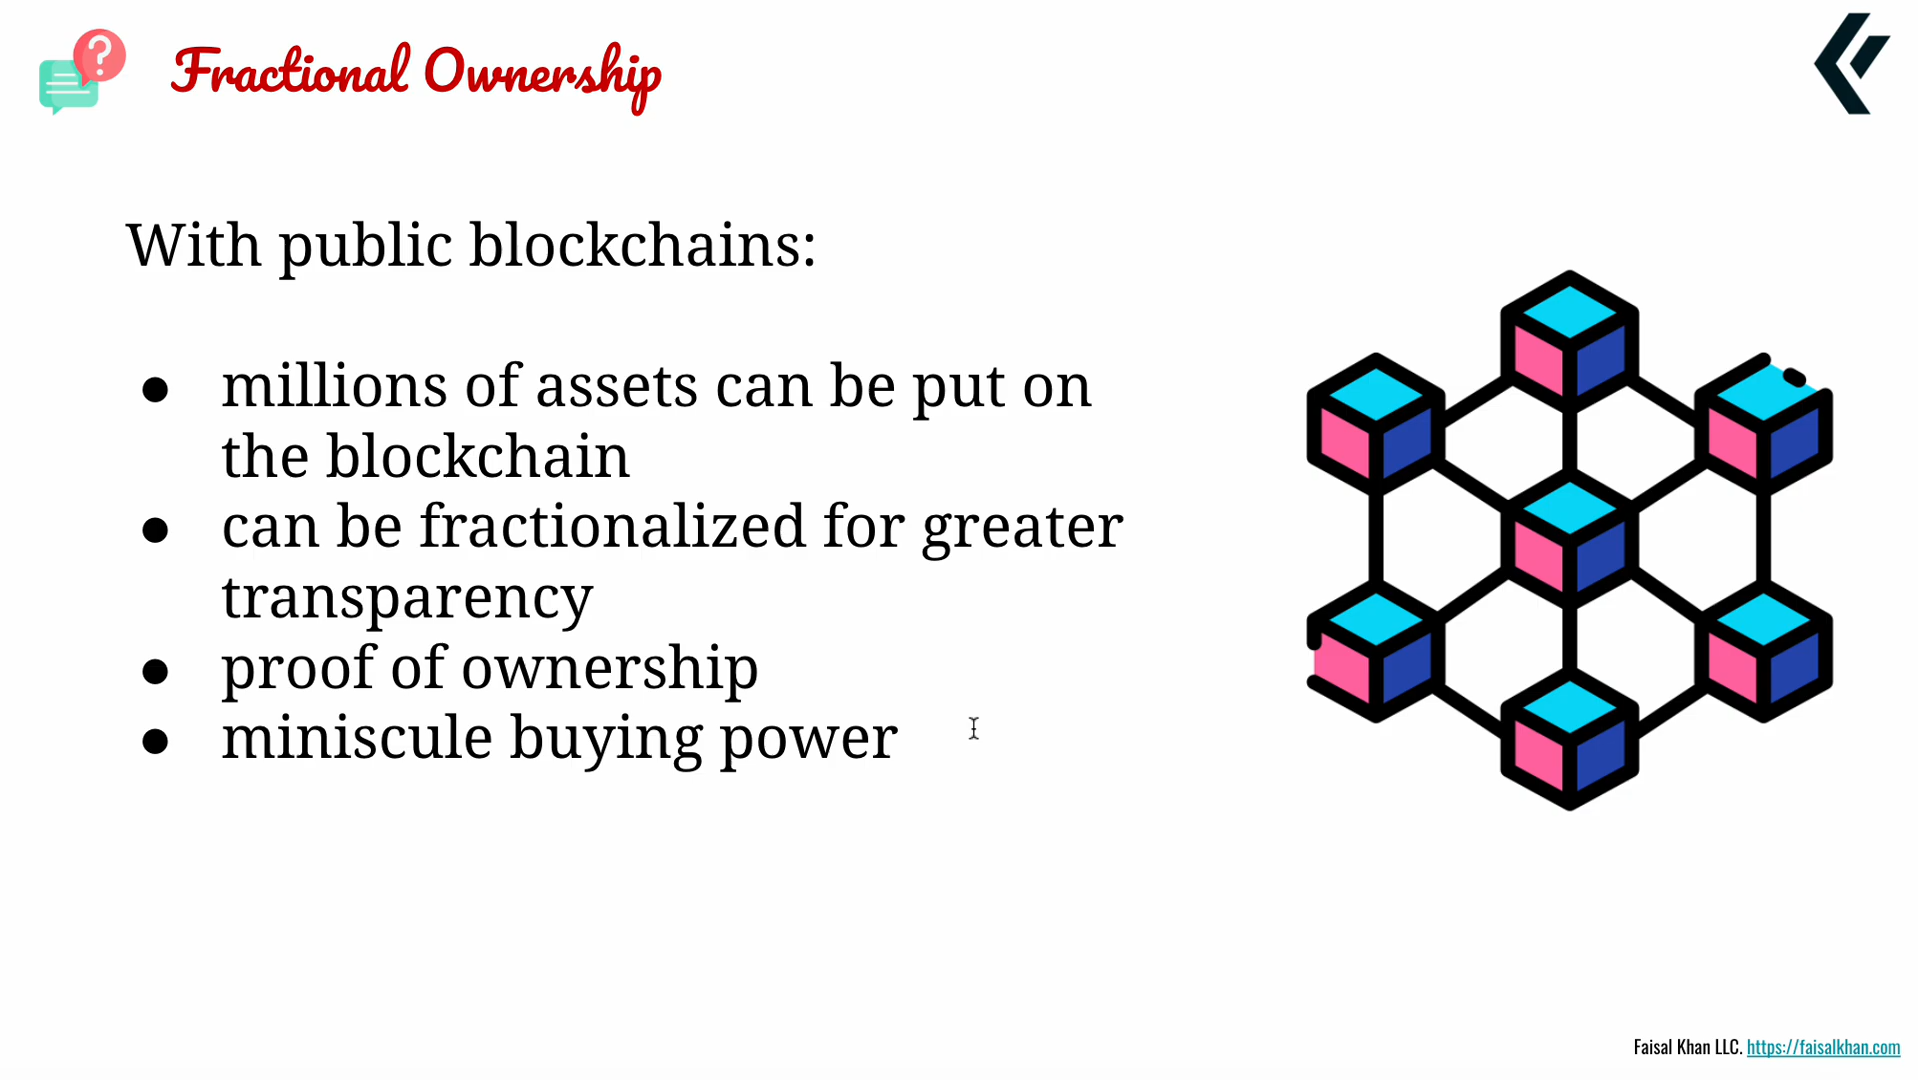 ?
Fractional Ownership
With public blockchains:
● millions of assets can be put on
the blockchain
● can be fractionalized for greater
transparency
● proof of ownership
● miniscule buying power
Faisal Khan LLC. https://faisalkhan.com